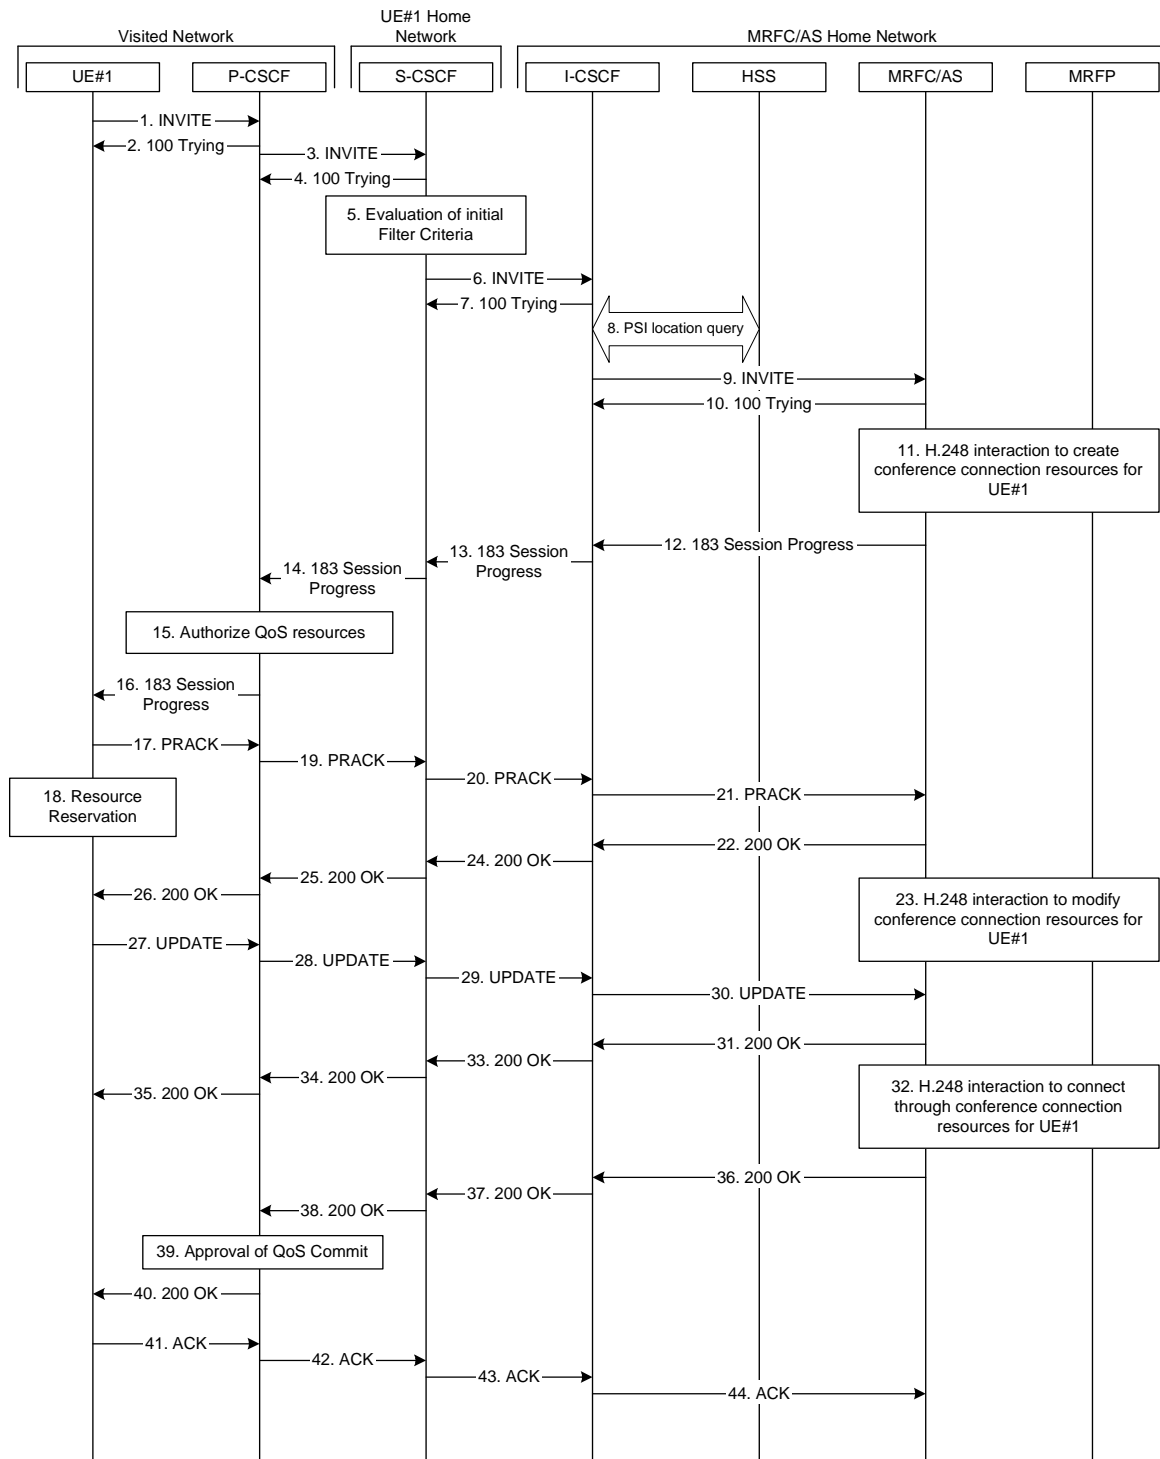 UE#1 Home
Network
Visited Network
MRFC/AS Home Network
UE#1
P-CSCF
S-CSCF
I-CSCF
HSS
MRFC/AS
MRFP
1. INVITE
2. 100 Trying
3. INVITE
4. 100 Trying
5. Evaluation of initial
Filter Criteria
6. INVITE
7. 100 Trying
8. PSI location query
9. INVITE
10. 100 Trying
11. H.248 interaction to create
conference connection resources for
UE#1
12. 183 Session Progress
13. 183 Session
Progress
14. 183 Session
Progress
15. Authorize QoS resources
16. 183 Session
Progress
17. PRACK
19. PRACK
20. PRACK
18. Resource
Reservation
21. PRACK
22. 200 OK
24. 200 OK
25. 200 OK
26. 200 OK
23. H.248 interaction to modify
conference connection resources for
UE#1
27. UPDATE
28. UPDATE
29. UPDATE
30. UPDATE
31. 200 OK
33. 200 OK
34. 200 OK
35. 200 OK
32. H.248 interaction to connect
through conference connection
resources for UE#1
36. 200 OK
37. 200 OK
38. 200 OK
39. Approval of QoS Commit
40. 200 OK
41. ACK
42. ACK
43. ACK
44. ACK